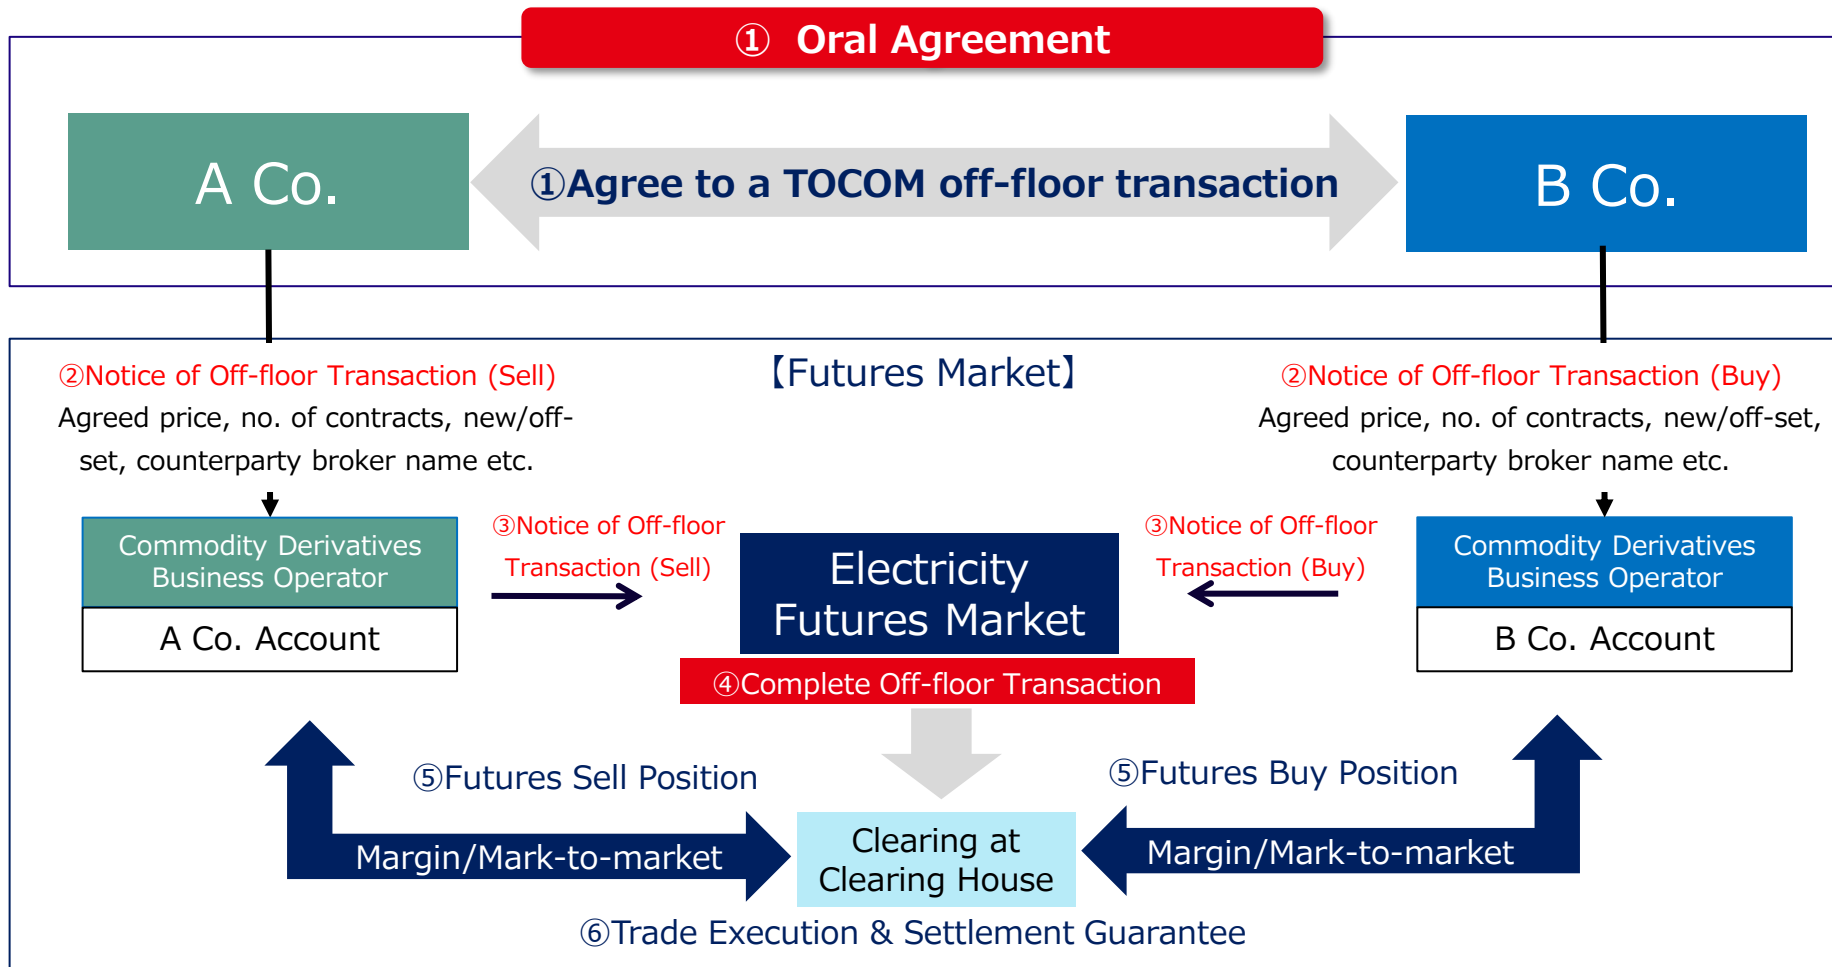 ① Oral Agreement
A Co.
①Agree to a TOCOM off-floor transaction
B Co.
②Notice of Off-floor Transaction (Sell)
Agreed price, no. of contracts, new/off-
set, counterparty broker name etc.
【Futures Market】
②Notice of Off-floor Transaction (Buy)
Agreed price, no. of contracts, new/off-set,
counterparty broker name etc.
Commodity Derivatives
Business Operator
A Co. Account
③Notice of Off-floor
Transaction (Sell)
Electricity
Futures Market
③Notice of Off-floor
Transaction (Buy)
Commodity Derivatives
Business Operator
B Co. Account
④Complete Off-floor Transaction
⑤Futures Sell Position
⑤Futures Buy Position
Margin/Mark-to-market
Clearing at
Clearing House
Margin/Mark-to-market
⑥Trade Execution & Settlement Guarantee